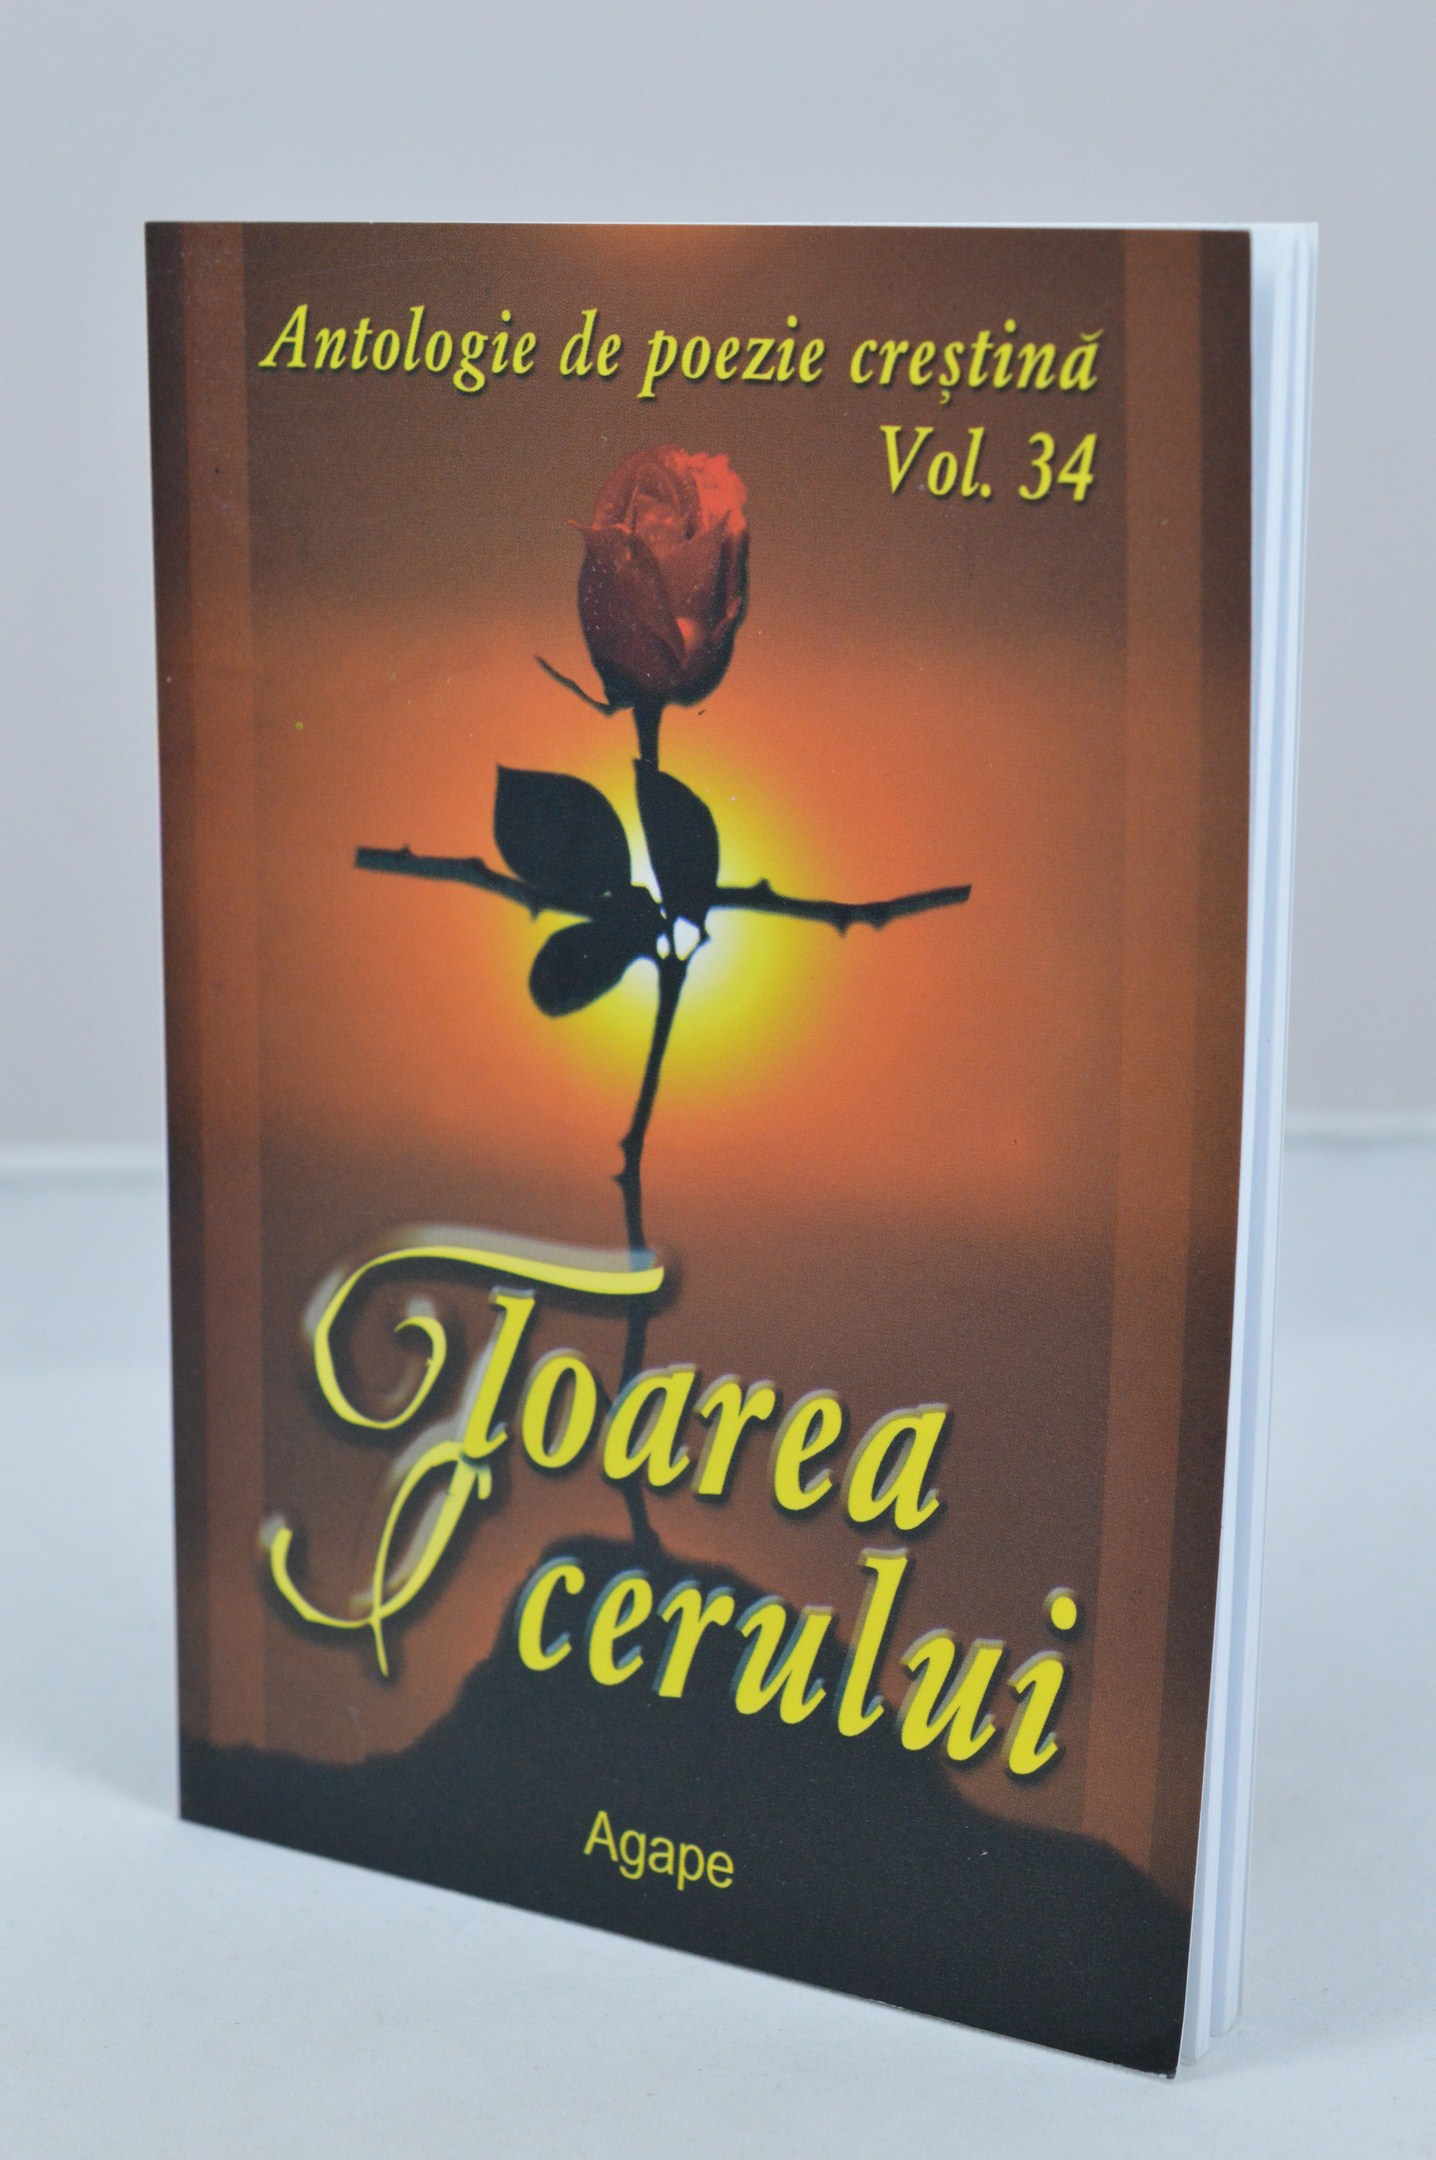 Antologie de poezie creștină
Vol. 34
Floarea
cerului
Agape